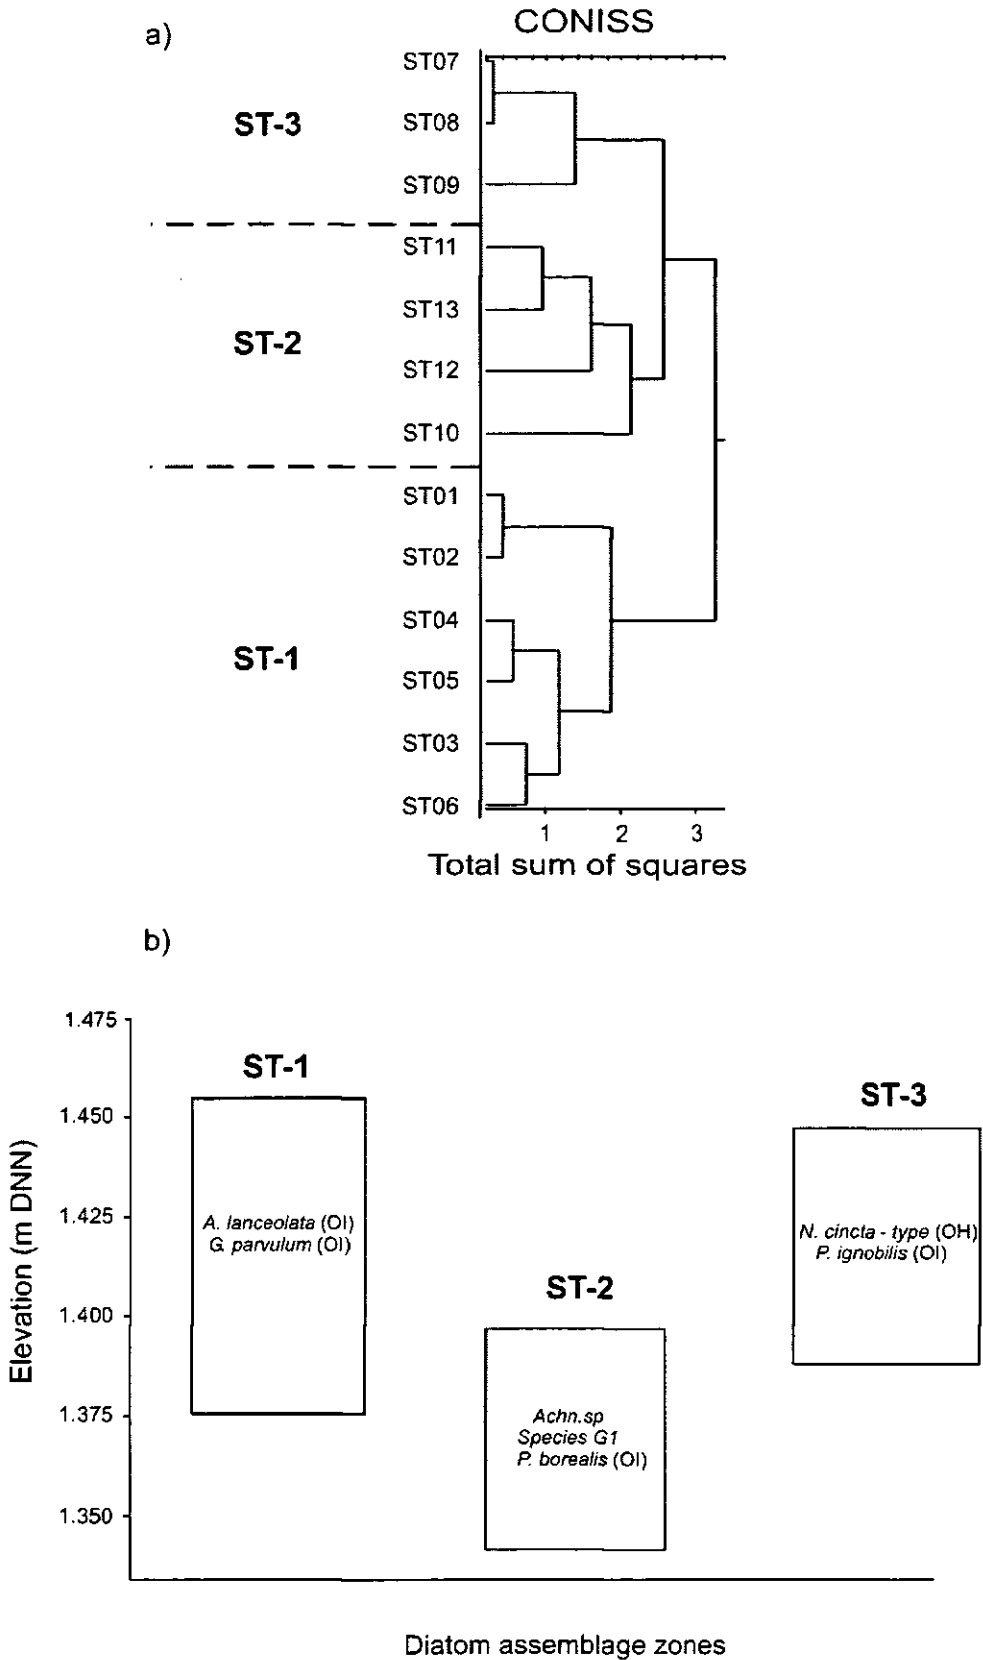 a)
CONISS
ST07
ST-3
ST08
ST09
ST11
ST13
ST-2
ST12
ST10
ST01
ST02
ST04
ST-1
ST05
ST03
ST06
1 2 3
Total sum of squares
b)
1.475
ST-1
ST-3
1.450
1.425
A. lanceolata (OI)
G. parvulum (OI)
N. cincta - type (OH)
P. ignobilis (OI)
ST-2
1.400
Elevation (m DNN)
1.375
Achn.sp
Species G1
P. borealis (OI)
1.350
Diatom assemblage zones